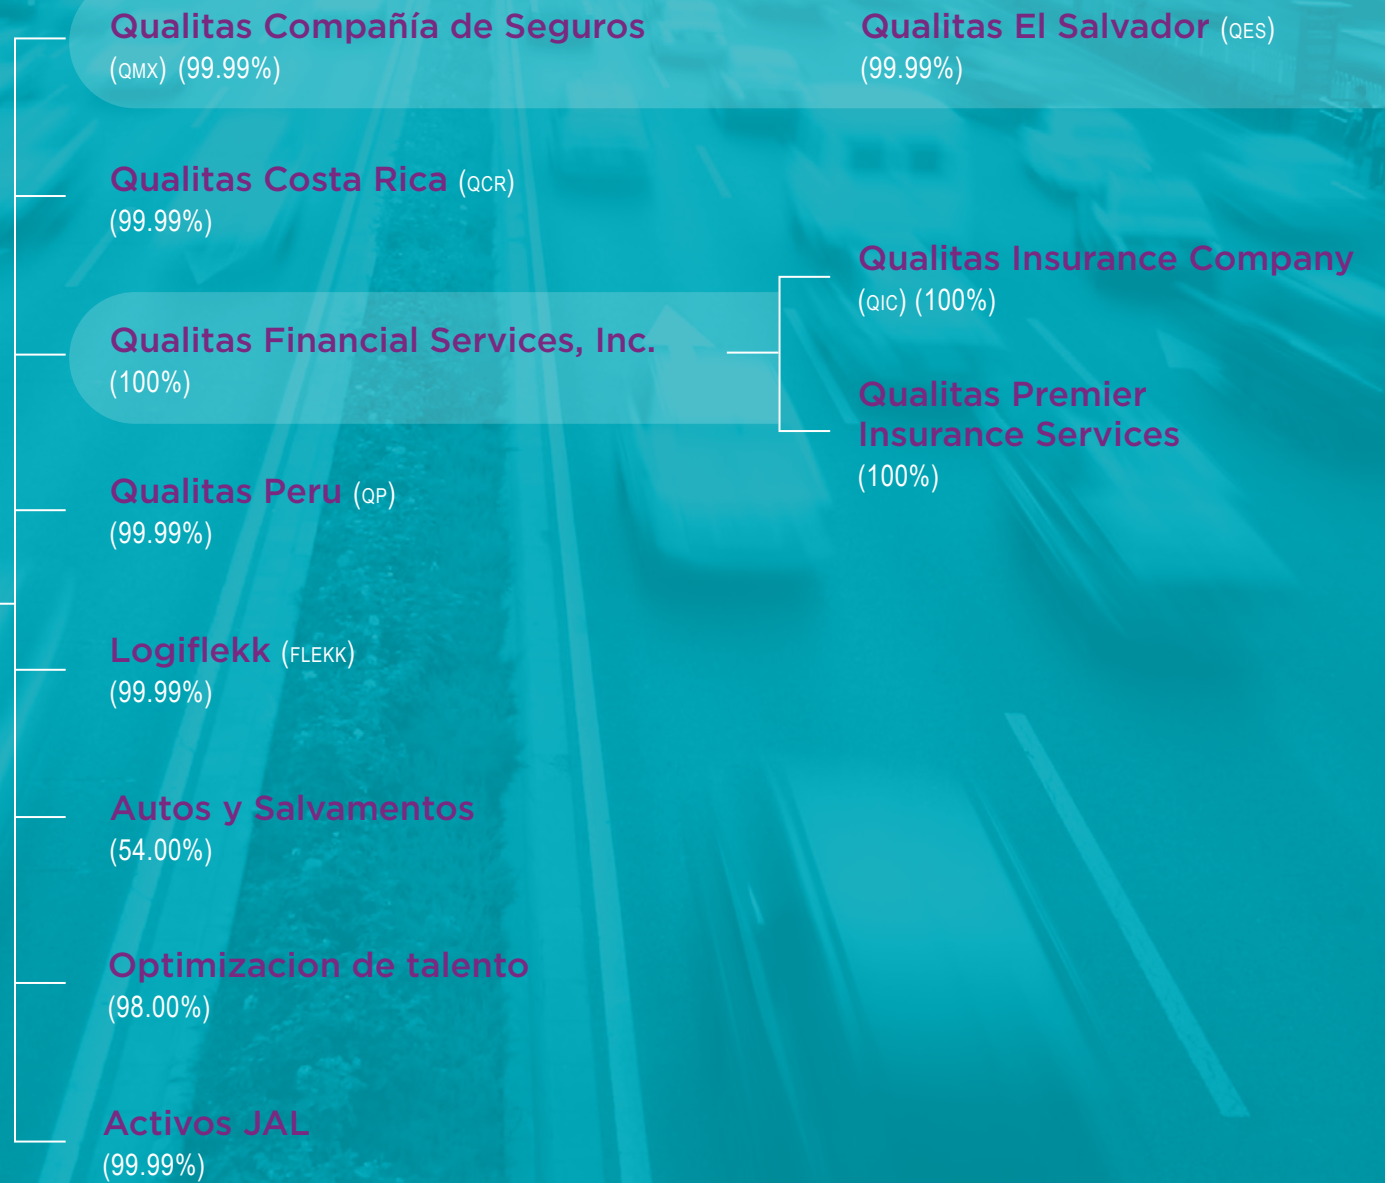 Qualitas Compañía de Seguros
(QMX) (99.99%)
Qualitas El Salvador (QES)
(99.99%)
Qualitas Costa Rica (QCR)
(99.99%)
Qualitas Financial Services, Inc.
(100%)
Qualitas Insurance Company
(QIC) (100%)
Qualitas Premier
Insurance Services
(100%)
Qualitas Peru (QP)
(99.99%)
Logiflekk (FLEKK)
(99.99%)
Autos y Salvamentos
(54.00%)
Optimizacion de talento
(98.00%)
Activos JAL
(99.99%)